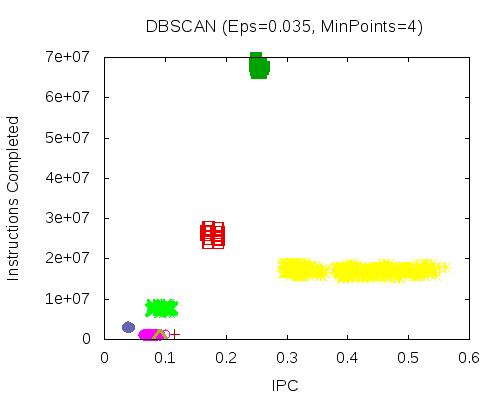 DBSCAN (Eps=0.035, MinPoints=4)
7e+07
6e+07
5e+07
4e+07
3e+07
2e+07
1e+07
0
Instructions Completed
0 0.1 0.2 0.3 0.4 0.5 0.6
IPC